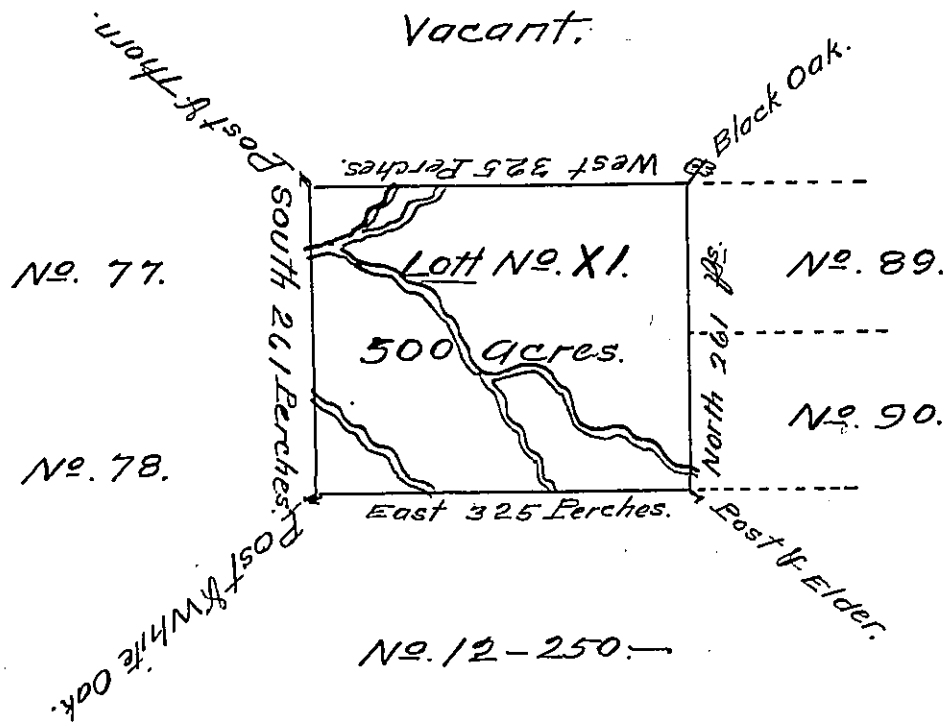 Vacant.
Post & Thorn.
Black Oak.
West 325 Perches.
South 261 Perches.
No. 77.
Lott No. XI.
No. 89.
500 acres.
North 261 ps.
No. 90.
No. 78.
East 325 Perches.
Post & White Oak.
Post & Elder.
No. 12 - 250.—